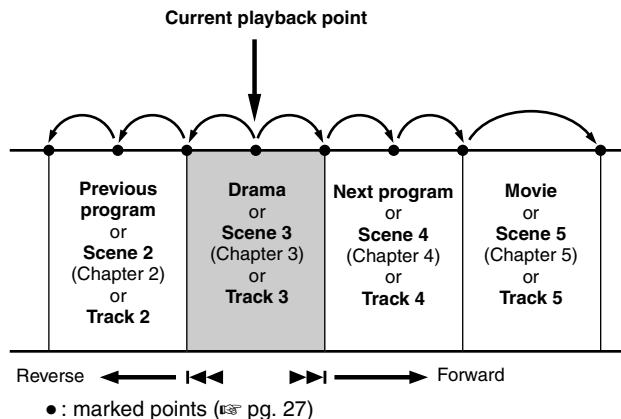 Current playback point
Previous
program
or
Scene 2
(Chapter 2)
or
Track 2
Drama
or
Scene 3
(Chapter 3)
or
Track 3
Next program
or
Scene 4
(Chapter 4)
or
Track 4
Movie
or
Scene 5
(Chapter 5)
or
Track 5
Reverse
Forward
● : marked points (☞ pg. 27)